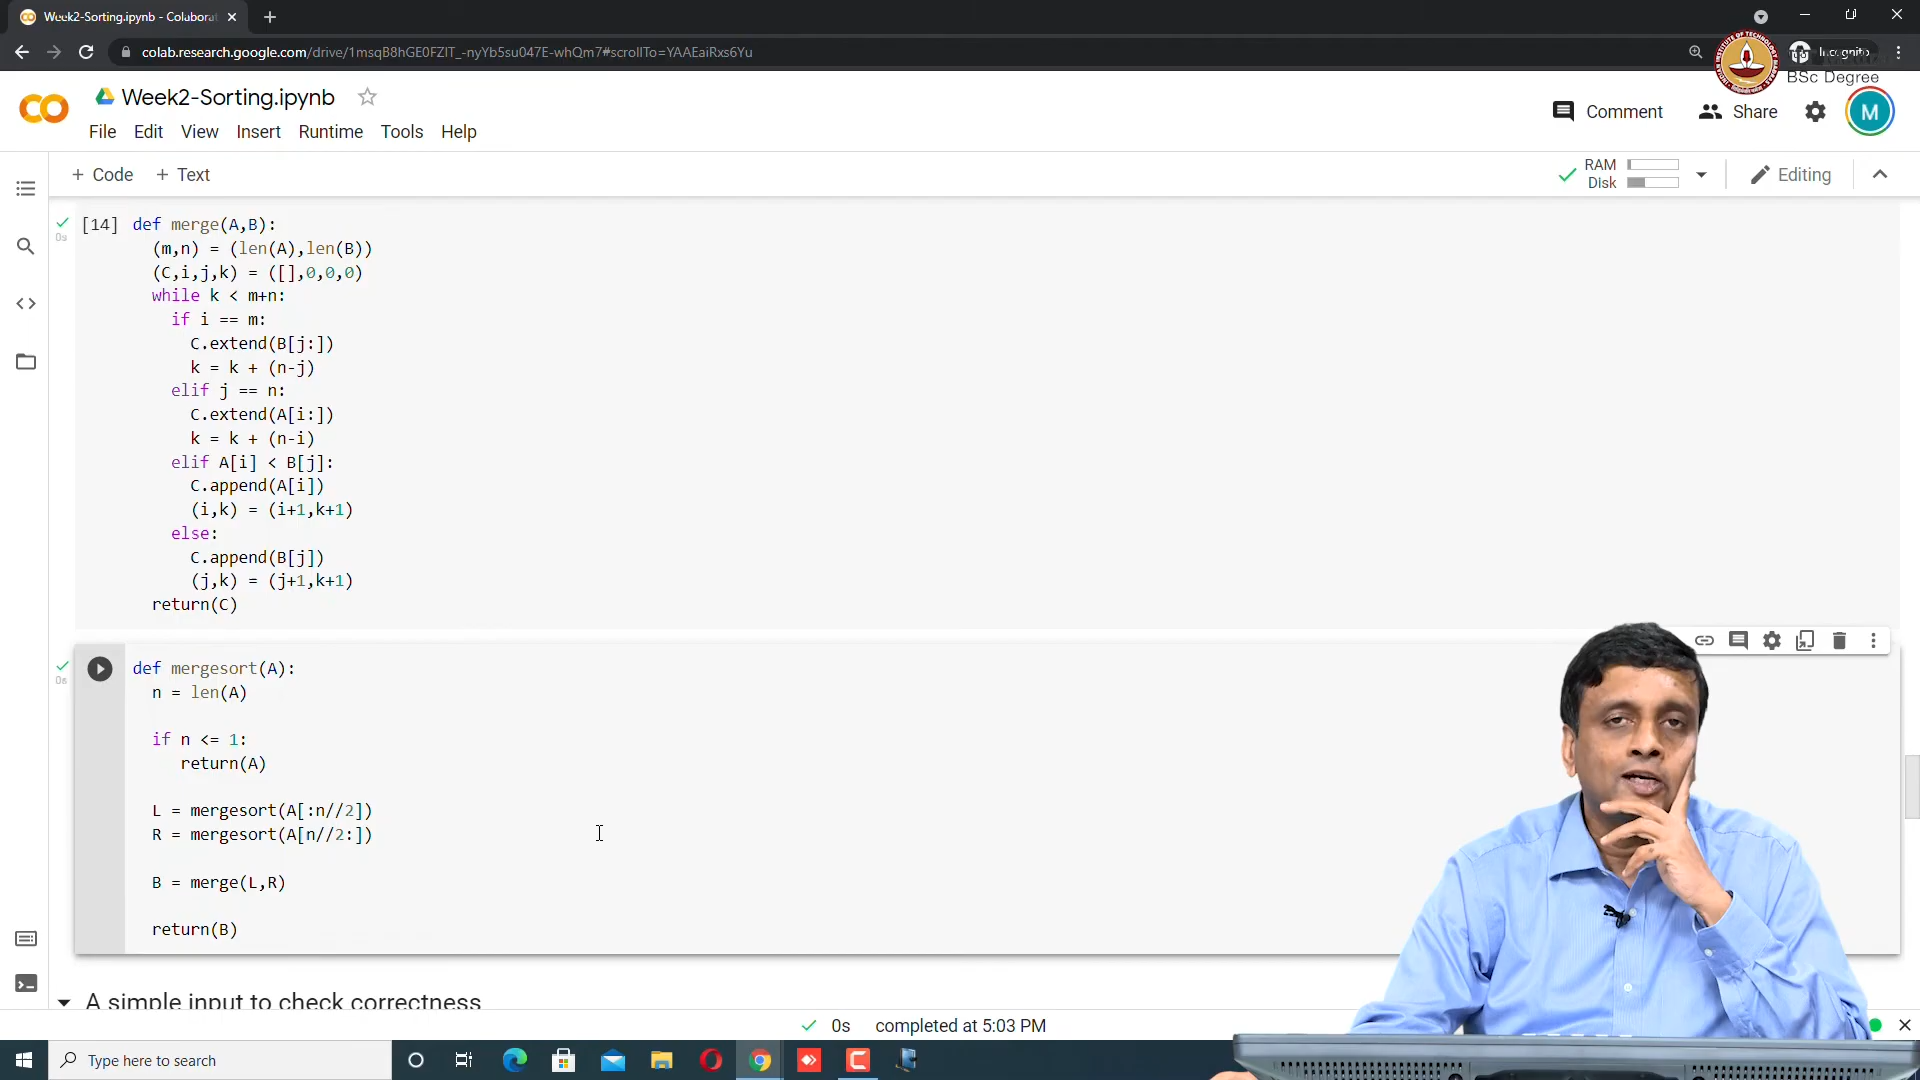 Week2-Sorting.ipynb - Colabora
colab.research.google.com/drive/1msqB8hGE0FZIT_-nyYb5su047E-whQm7#scrollTo=YAAEaiRxs6Yu
Incognito
BSc Degree
Week2-Sorting.ipynb
Comment
Share
M
File Edit View Insert Runtime Tools Help
+ Code + Text
RAM
Disk
Editing
[14] def merge(A,B):
0s
(m,n) = (len(A),len(B))
(C,i,j,k) = ([],0,0,0)
while k < m+n:
if i == m:
C.extend(B[j:])
k = k + (n-j)
elif j == n:
C.extend(A[i:])
k = k + (n-i)
elif A[i] < B[j]:
C.append(A[i])
(i,k) = (i+1,k+1)
else:
C.append(B[j])
(j,k) = (j+1,k+1)
return(C)
def mergesort(A):
0s
n = len(A)
if n <= 1:
return(A)
L = mergesort(A[:n//2])
R = mergesort(A[n//2:])
B = merge(L,R)
return(B)
A simple input to check correctness
0s completed at 5:03 PM
Type here to search